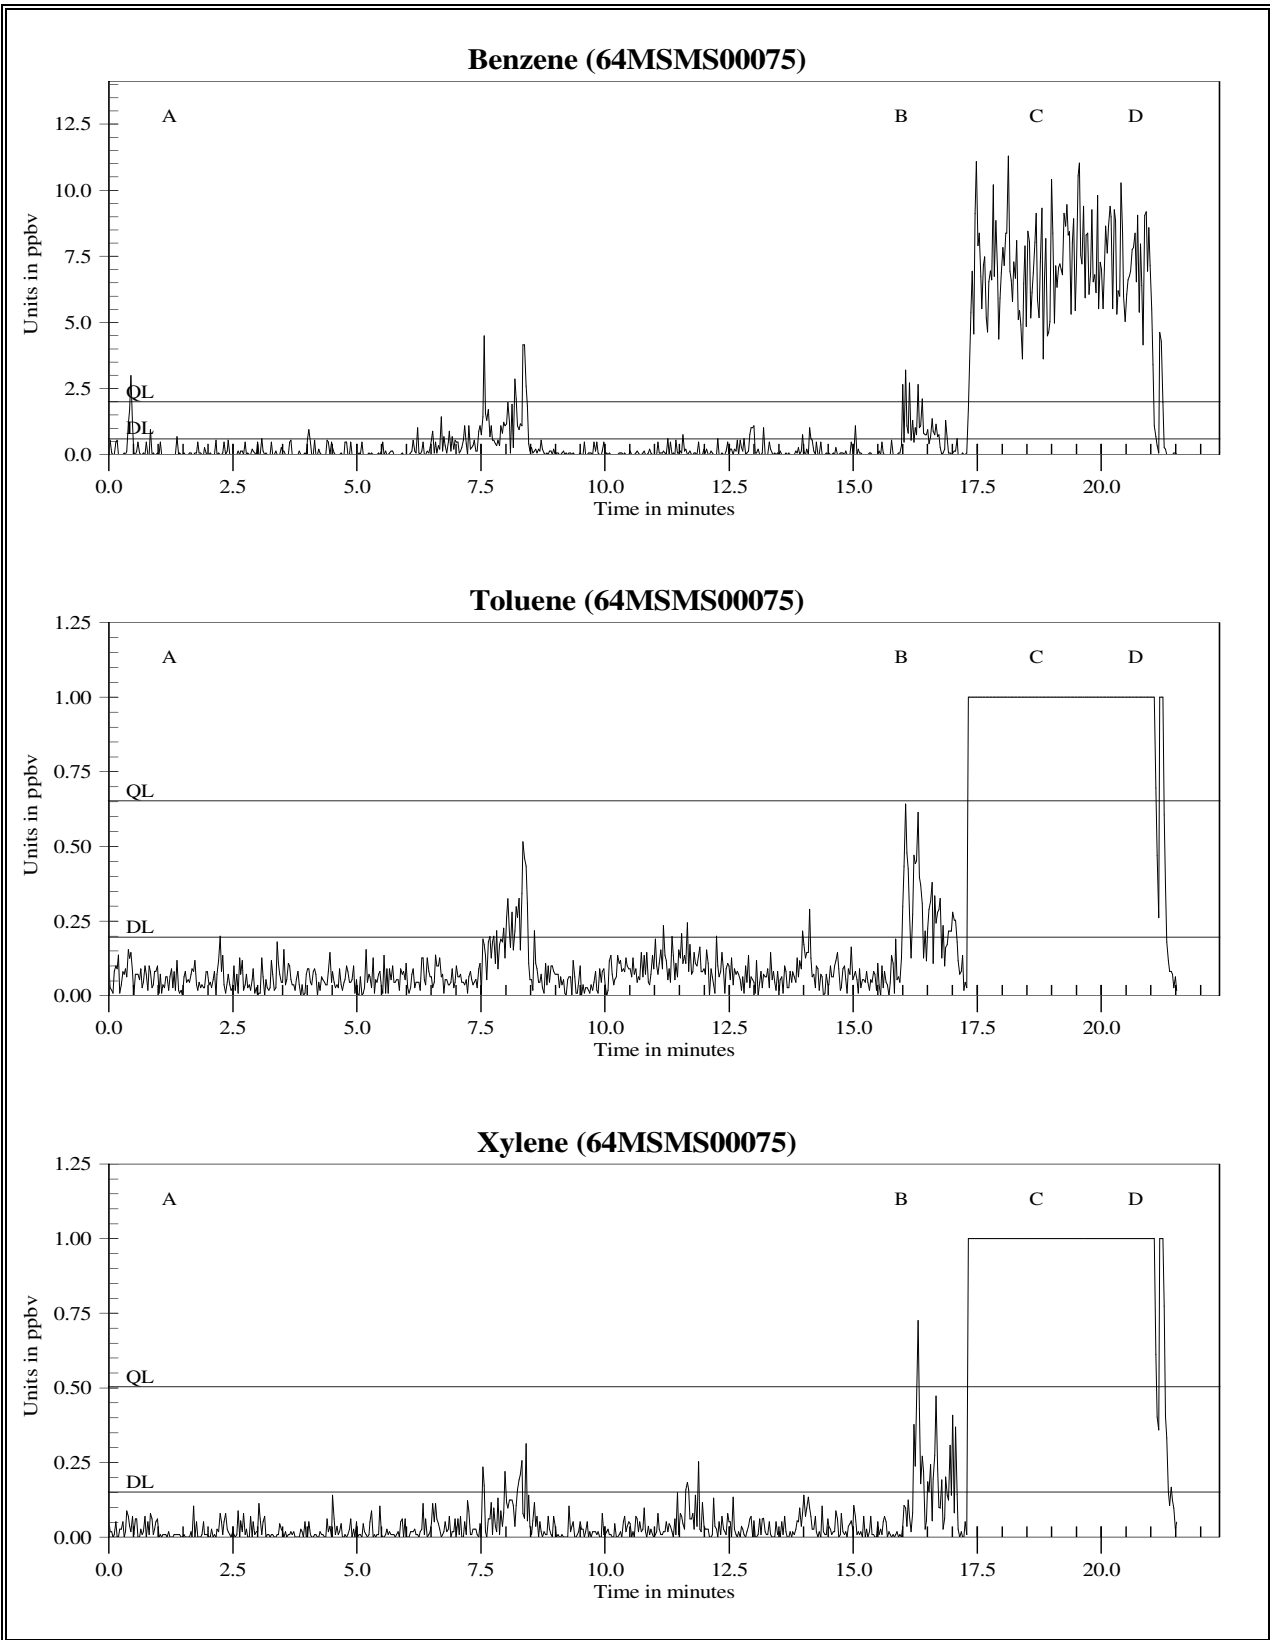 Benzene (64MSMS00075)
A B C D
12.5
10.0
7.5
5.0
2.5
0.0
Units in ppbv
QL
DL
0.0 2.5 5.0 7.5 10.0 12.5 15.0 17.5 20.0
Time in minutes
Toluene (64MSMS00075)
1.25
A B C D
1.00
0.75
0.50
0.25
0.00
Units in ppbv
QL
DL
0.0 2.5 5.0 7.5 10.0 12.5 15.0 17.5 20.0
Time in minutes
Xylene (64MSMS00075)
1.25
A B C D
1.00
0.75
0.50
0.25
0.00
Units in ppbv
QL
DL
0.0 2.5 5.0 7.5 10.0 12.5 15.0 17.5 20.0
Time in minutes